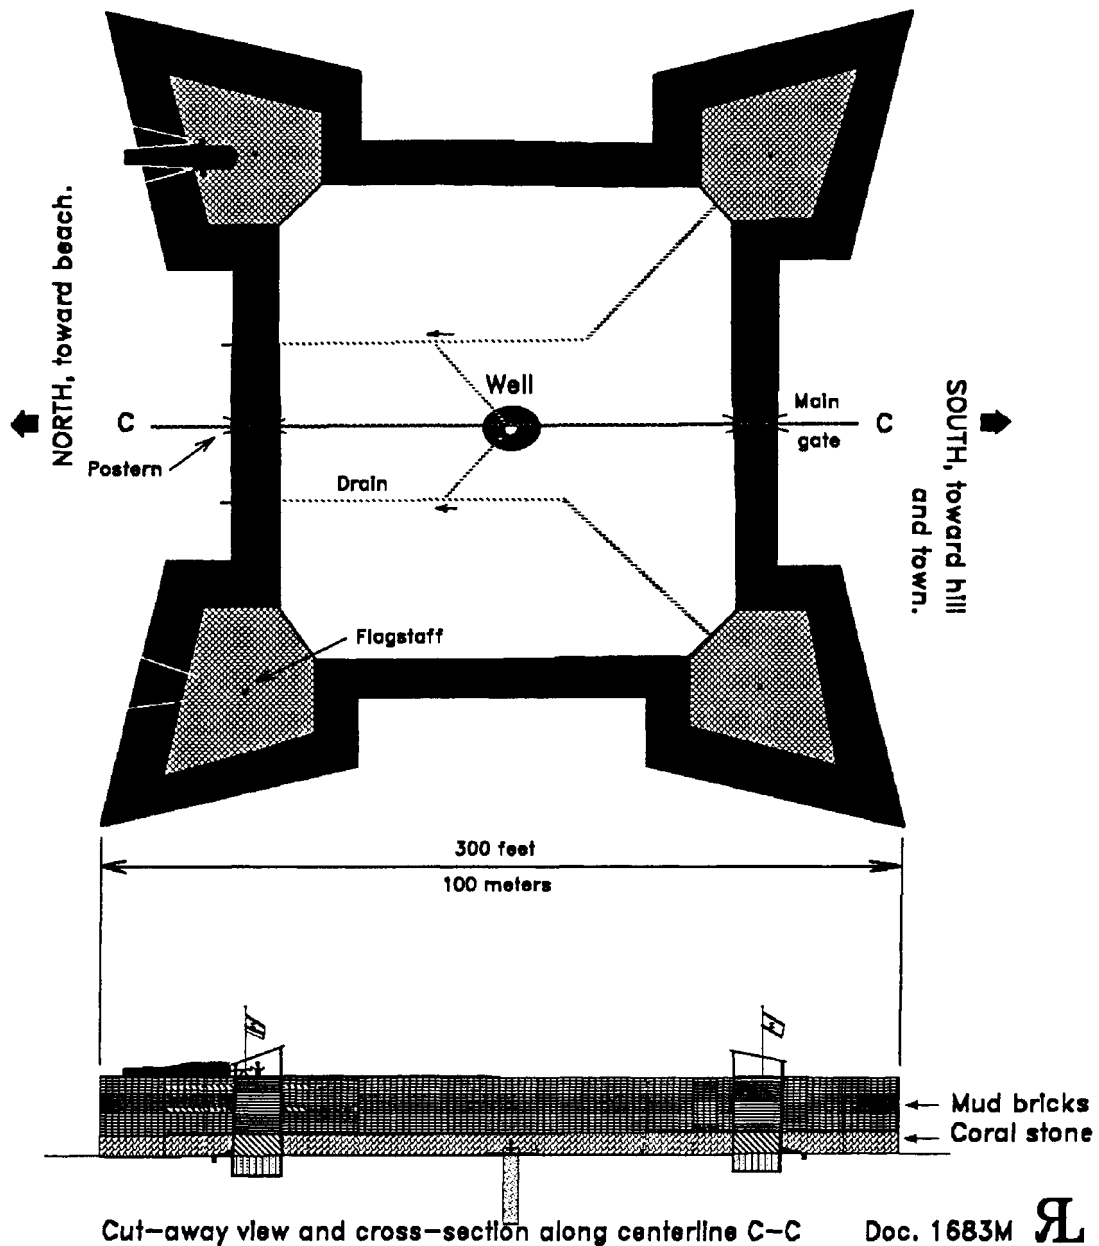 NORTH, toward beach.
C
Postern
Well
Main
gate
C
SOUTH, toward hill
and town.
Drain
Flagstaff
300 feet
100 meters
Mud bricks
Coral stone
Cut-away view and cross-section along centerline C-C
Doc. 1683M
RL